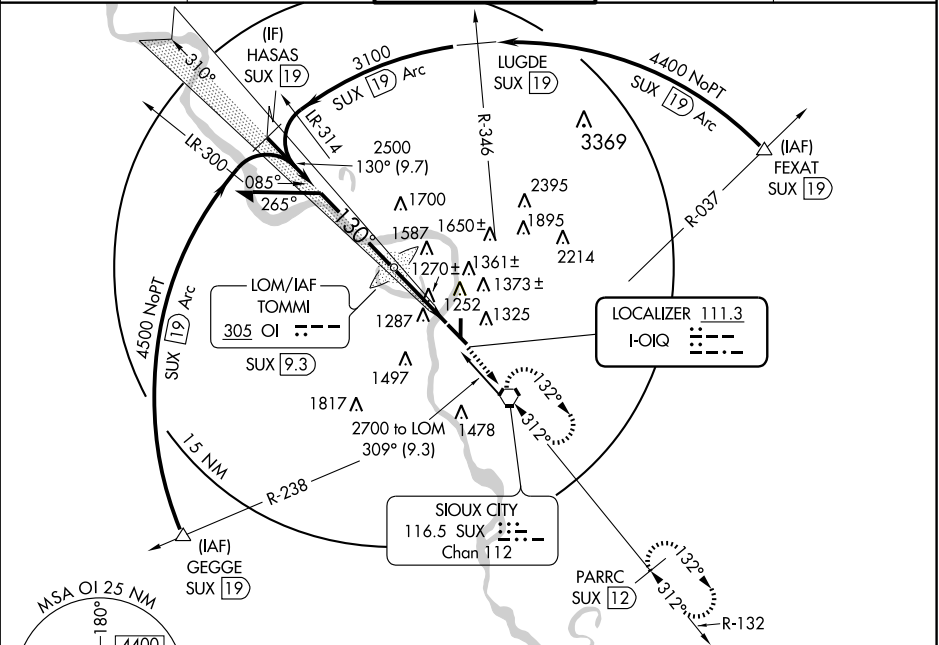 (IF)
HASAS
SUX 19
310°
3100
SUX 19 Arc
LUGDE
SUX 19
4400 NoPT
SUX 19 Arc
(IAF)
FEXAT
SUX 19
LR-314
R-346
3369
R-037
LR-300
2500
130° (9.7)
085°
265°
130°
1700
2395
1650±
1895
2214
1587
1270±
1361±
1373±
1252
1325
1287
LOM/IAF
TOMMI
305 OI
SUX 9.3
LOCALIZER 111.3
I-OIQ
4500 NoPT
SUX 19 Arc
1497
1817
1478
2700 to LOM
309° (9.3)
132°
312°
15 NM
R-238
SIOUX CITY
116.5 SUX
Chan 112
(IAF)
GEGGE
SUX 19
PARRC
SUX 12
132°
312°
R-132
MSA OI 25 NM
180°
4400